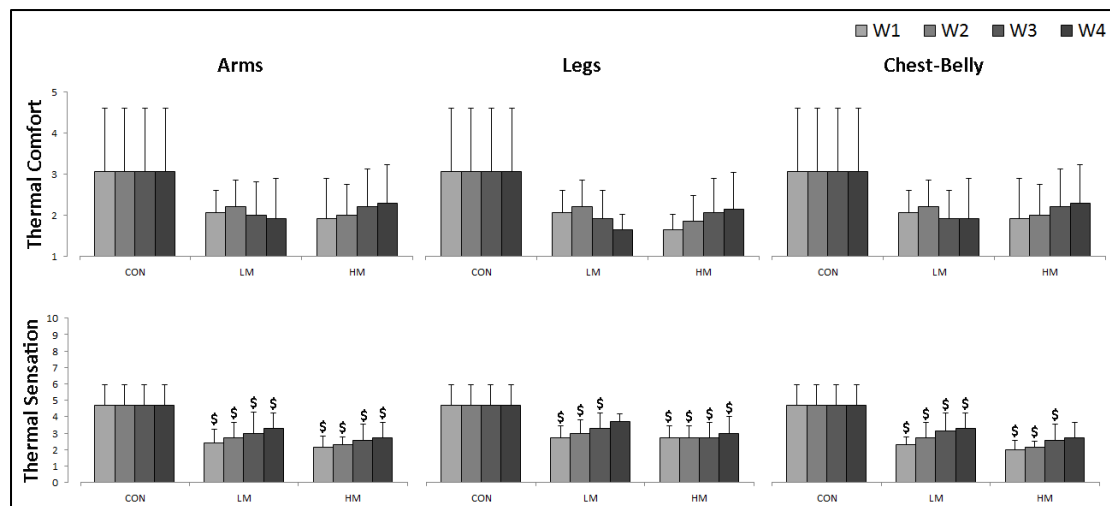 W1 W2 W3 W4
Arms Legs Chest-Belly
Thermal Comfort
5
4
3
2
1
CON LM HM CON LM HM CON LM HM
Thermal Sensation
10
9
8
7
6
5
4
3
2
1
0
$ $ $ $ $ $ $ $ $ $ $ $ $ $ $ $ $ $ $ $ $ $
CON LM HM CON LM HM CON LM HM